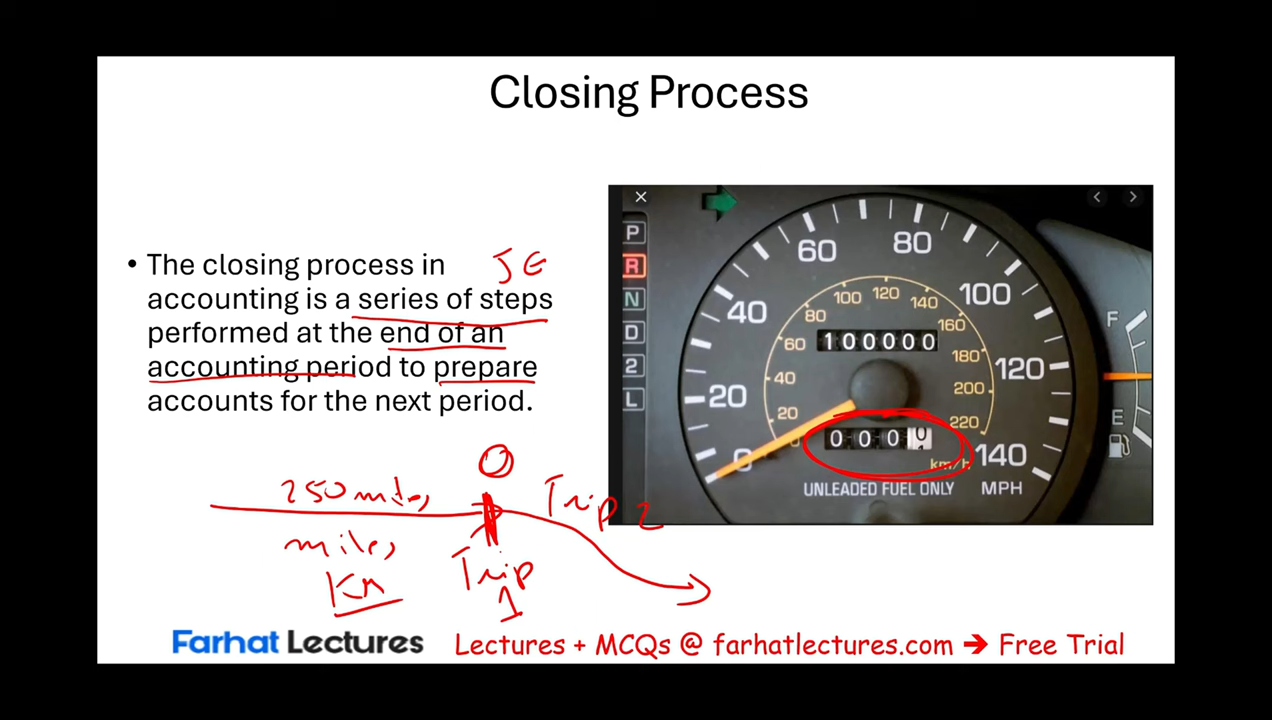 Closing Process
• The closing process in
accounting is a series of steps
performed at the end of an
accounting period to prepare
accounts for the next period.
JE
250 miles
miles
KM
0
Trip
1
Trip 2
P
R
N
D
2
L
0
20
40
60
80
100
120
140
MPH
20
40
60
80
100
120
140
160
180
200
220
km/h
100000
0000
1
UNLEADED FUEL ONLY
F
E
Farhat Lectures
Lectures + MCQs @ farhatlectures.com → Free Trial